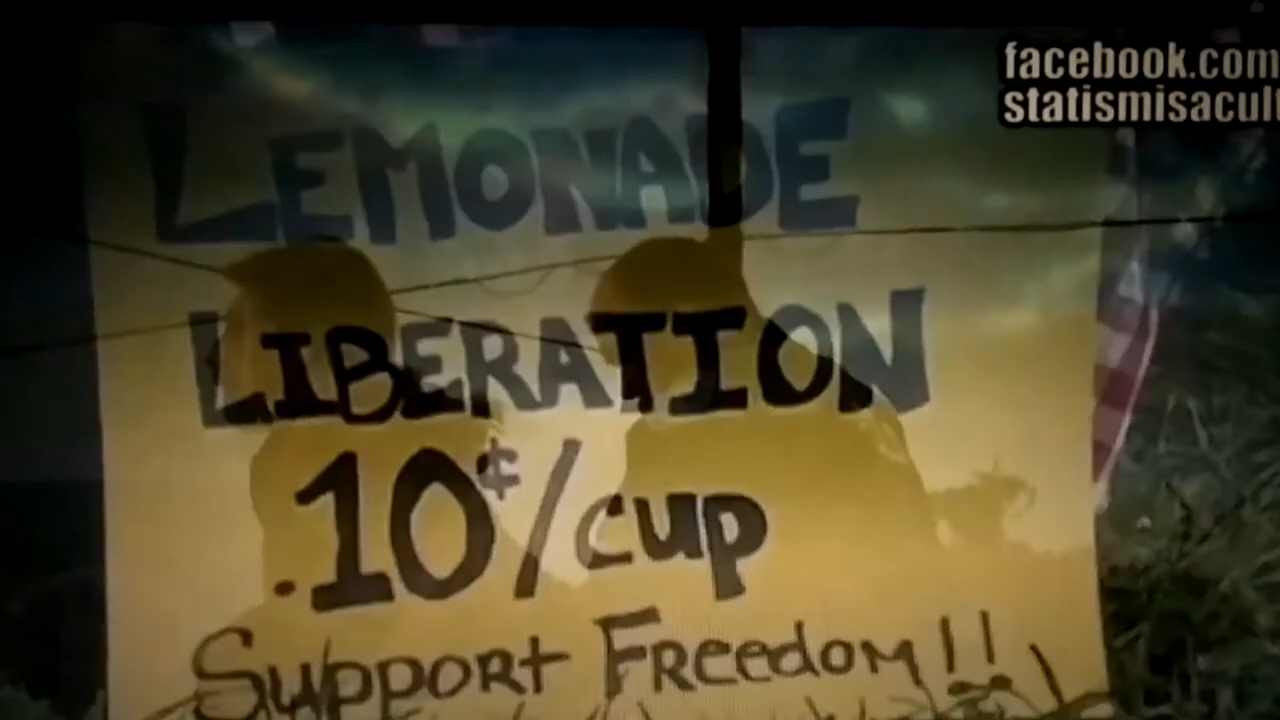 facebook.com
statismisacult
LEMONADE
LIBERATION
.10¢/cup
Support Freedom!!